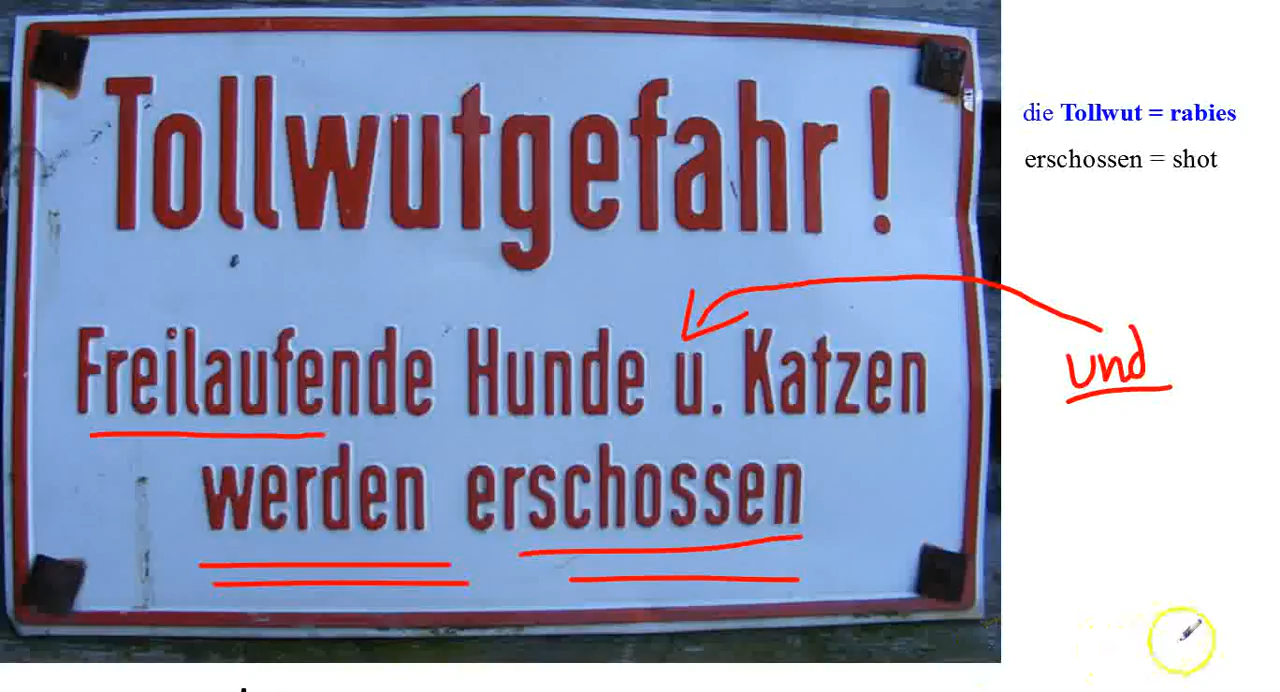 Tollwutgefahr!
Freilaufende Hunde u. Katzen
werden erschossen
die Tollwut = rabies
erschossen = shot
und